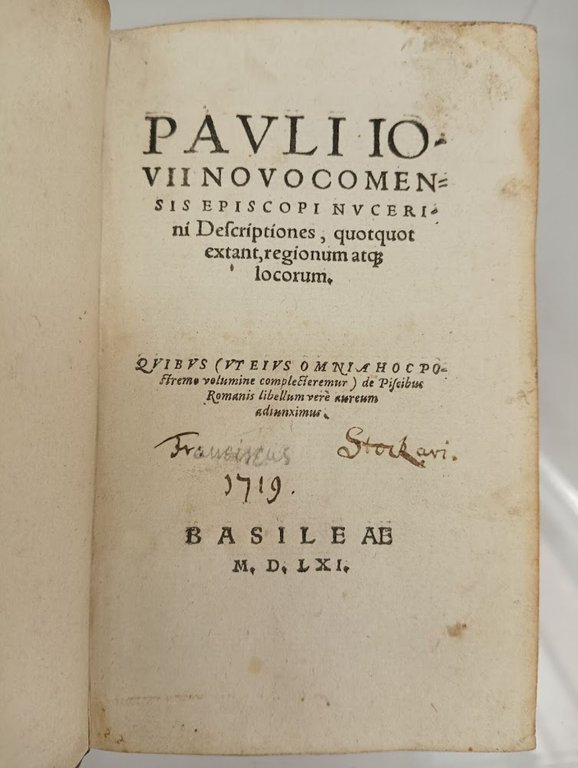 PAVLI IO-
VII NOVOCOMEN=
SIS EPISCOPI NVCERI-
ni Deſcriptiones, quotquot
extant, regionum atq;
locorum.
QVIBVS (VT EIVS OMNIA HOC PO-
ſtremo volumine complecteremur) de Piſcibus
Romanis libellum verè aureum
adiunximus.
Franciscus Stockari.
1719.
BASILEAE
M. D. LXI.